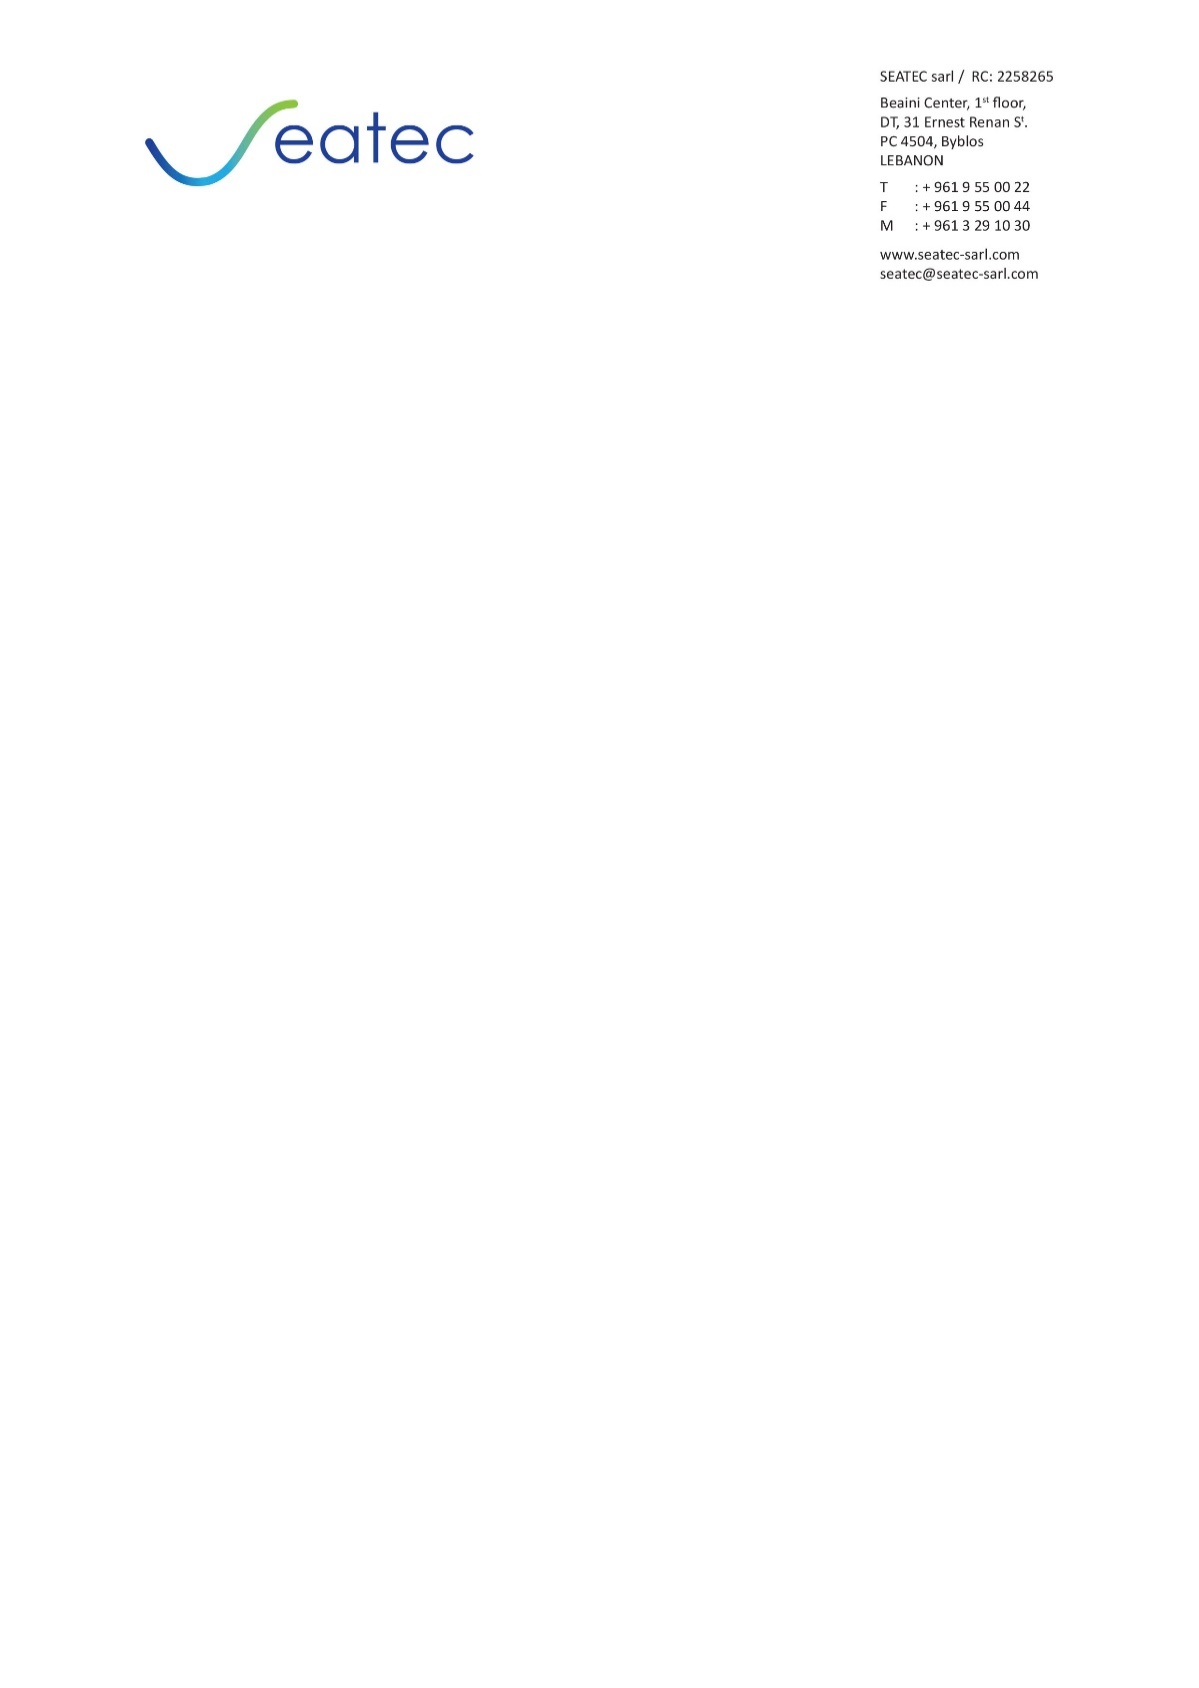 Seatec
SEATEC sarl / RC: 2258265
Beaini Center, 1st floor,
DT, 31 Ernest Renan St.
PC 4504, Byblos
LEBANON
T : + 961 9 55 00 22
F : + 961 9 55 00 44
M : + 961 3 29 10 30
www.seatec-sarl.com
seatec@seatec-sarl.com